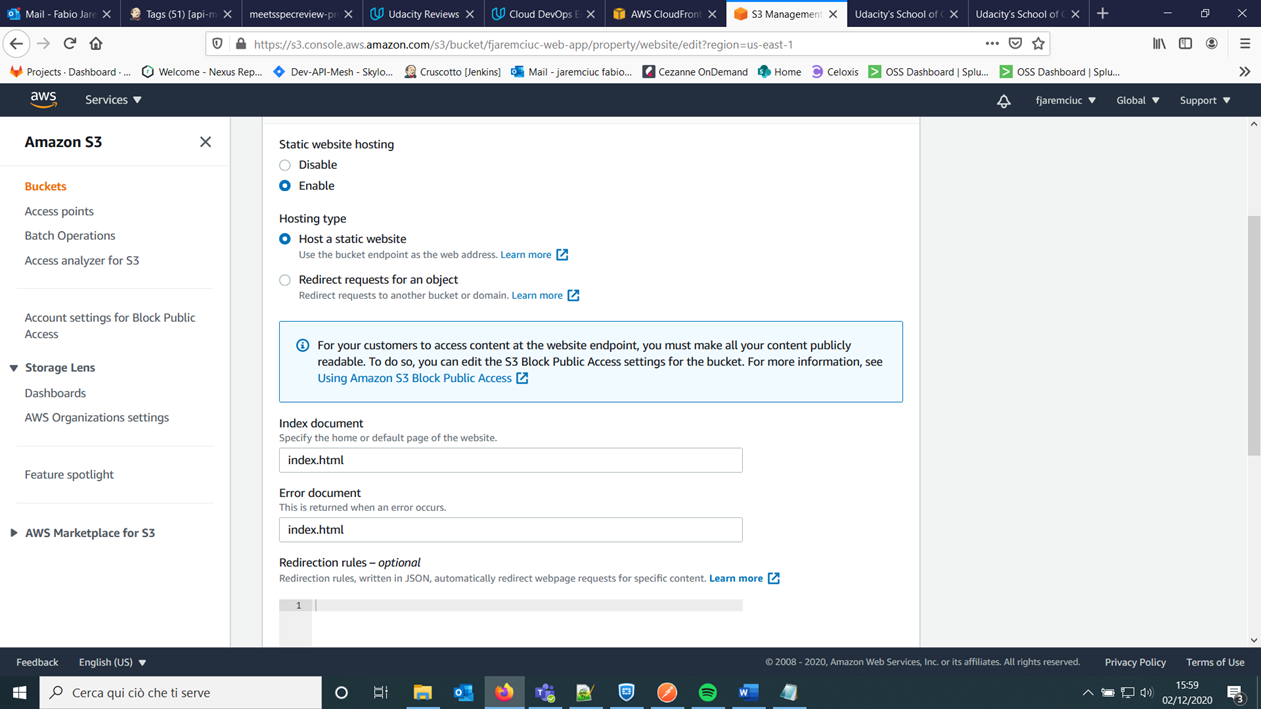 Mail - Fabio Jare
Tags (51) [api-m
meetsspecreview-pr
Udacity Reviews
Cloud DevOps E
AWS CloudFront
S3 Management
Udacity's School of C
Udacity's School of C
https://s3.console.aws.amazon.com/s3/bucket/fjaremciuc-web-app/property/website/edit?region=us-east-1
Projects · Dashboard · ...
Welcome - Nexus Rep...
Dev-API-Mesh - Skylo...
Cruscotto [Jenkins]
Mail - jaremciuc fabio...
Cezanne OnDemand
Home
Celoxis
OSS Dashboard | Splu...
OSS Dashboard | Splu...
aws
Services
fjaremciuc
Global
Support
Amazon S3
Buckets
Access points
Batch Operations
Access analyzer for S3
Account settings for Block Public
Access
Storage Lens
Dashboards
AWS Organizations settings
Feature spotlight
AWS Marketplace for S3
Static website hosting
Disable
Enable
Hosting type
Host a static website
Use the bucket endpoint as the web address. Learn more
Redirect requests for an object
Redirect requests to another bucket or domain. Learn more
For your customers to access content at the website endpoint, you must make all your content publicly
readable. To do so, you can edit the S3 Block Public Access settings for the bucket. For more information, see
Using Amazon S3 Block Public Access
Index document
Specify the home or default page of the website.
index.html
Error document
This is returned when an error occurs.
index.html
Redirection rules – optional
Redirection rules, written in JSON, automatically redirect webpage requests for specific content. Learn more
1
Feedback
English (US)
© 2008 - 2020, Amazon Web Services, Inc. or its affiliates. All rights reserved.
Privacy Policy
Terms of Use
Cerca qui ciò che ti serve
15:59
02/12/2020
3